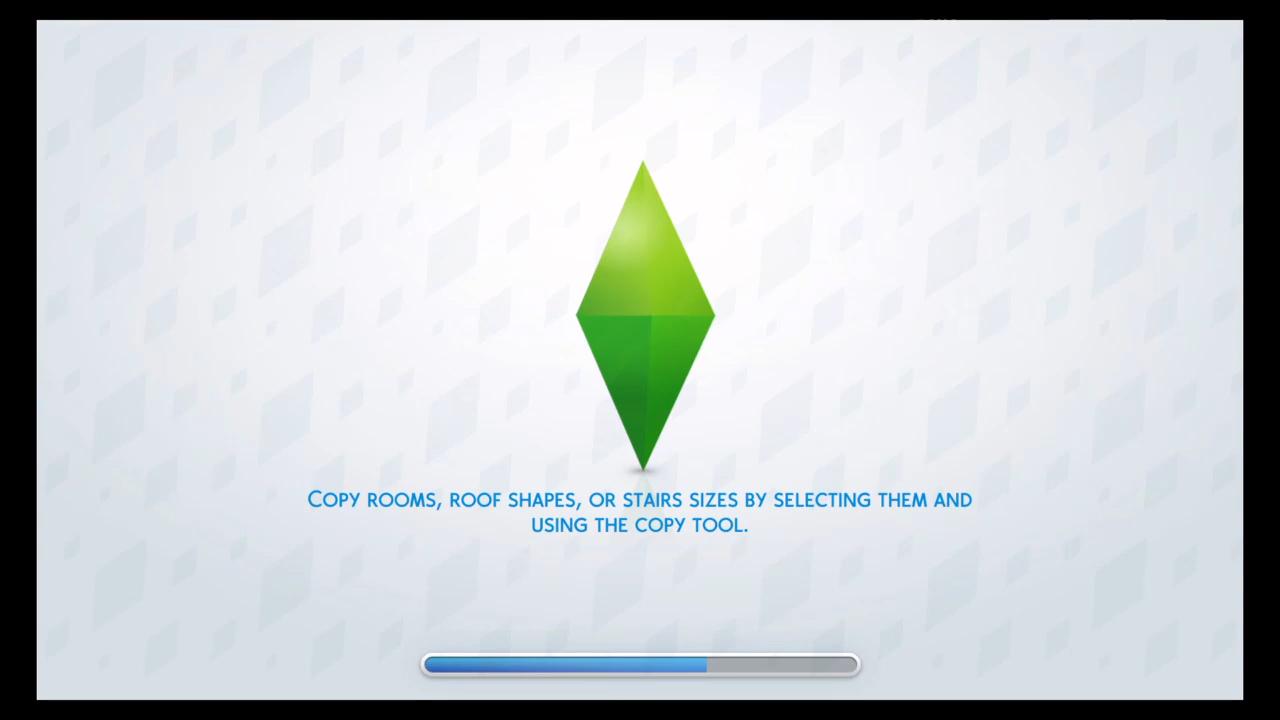 Copy rooms, roof shapes, or stairs sizes by selecting them and
using the copy tool.